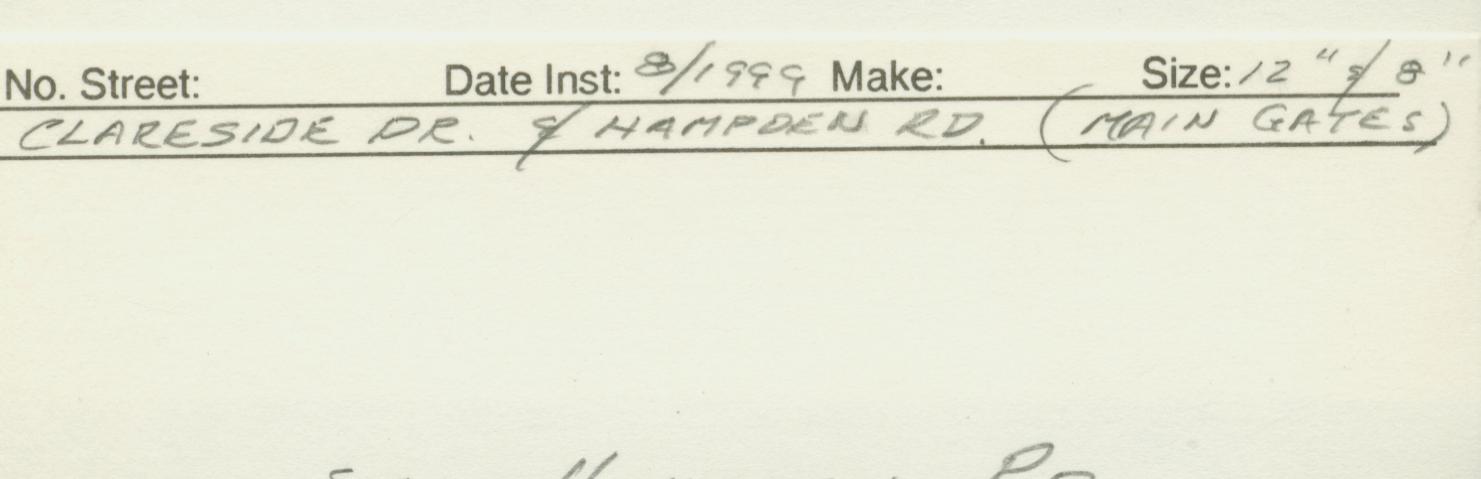 No. Street: Date Inst: 8/1999 Make: Size: 12" & 8"
CLARESIDE DR. & HAMPDEN RD. (MAIN GATES)